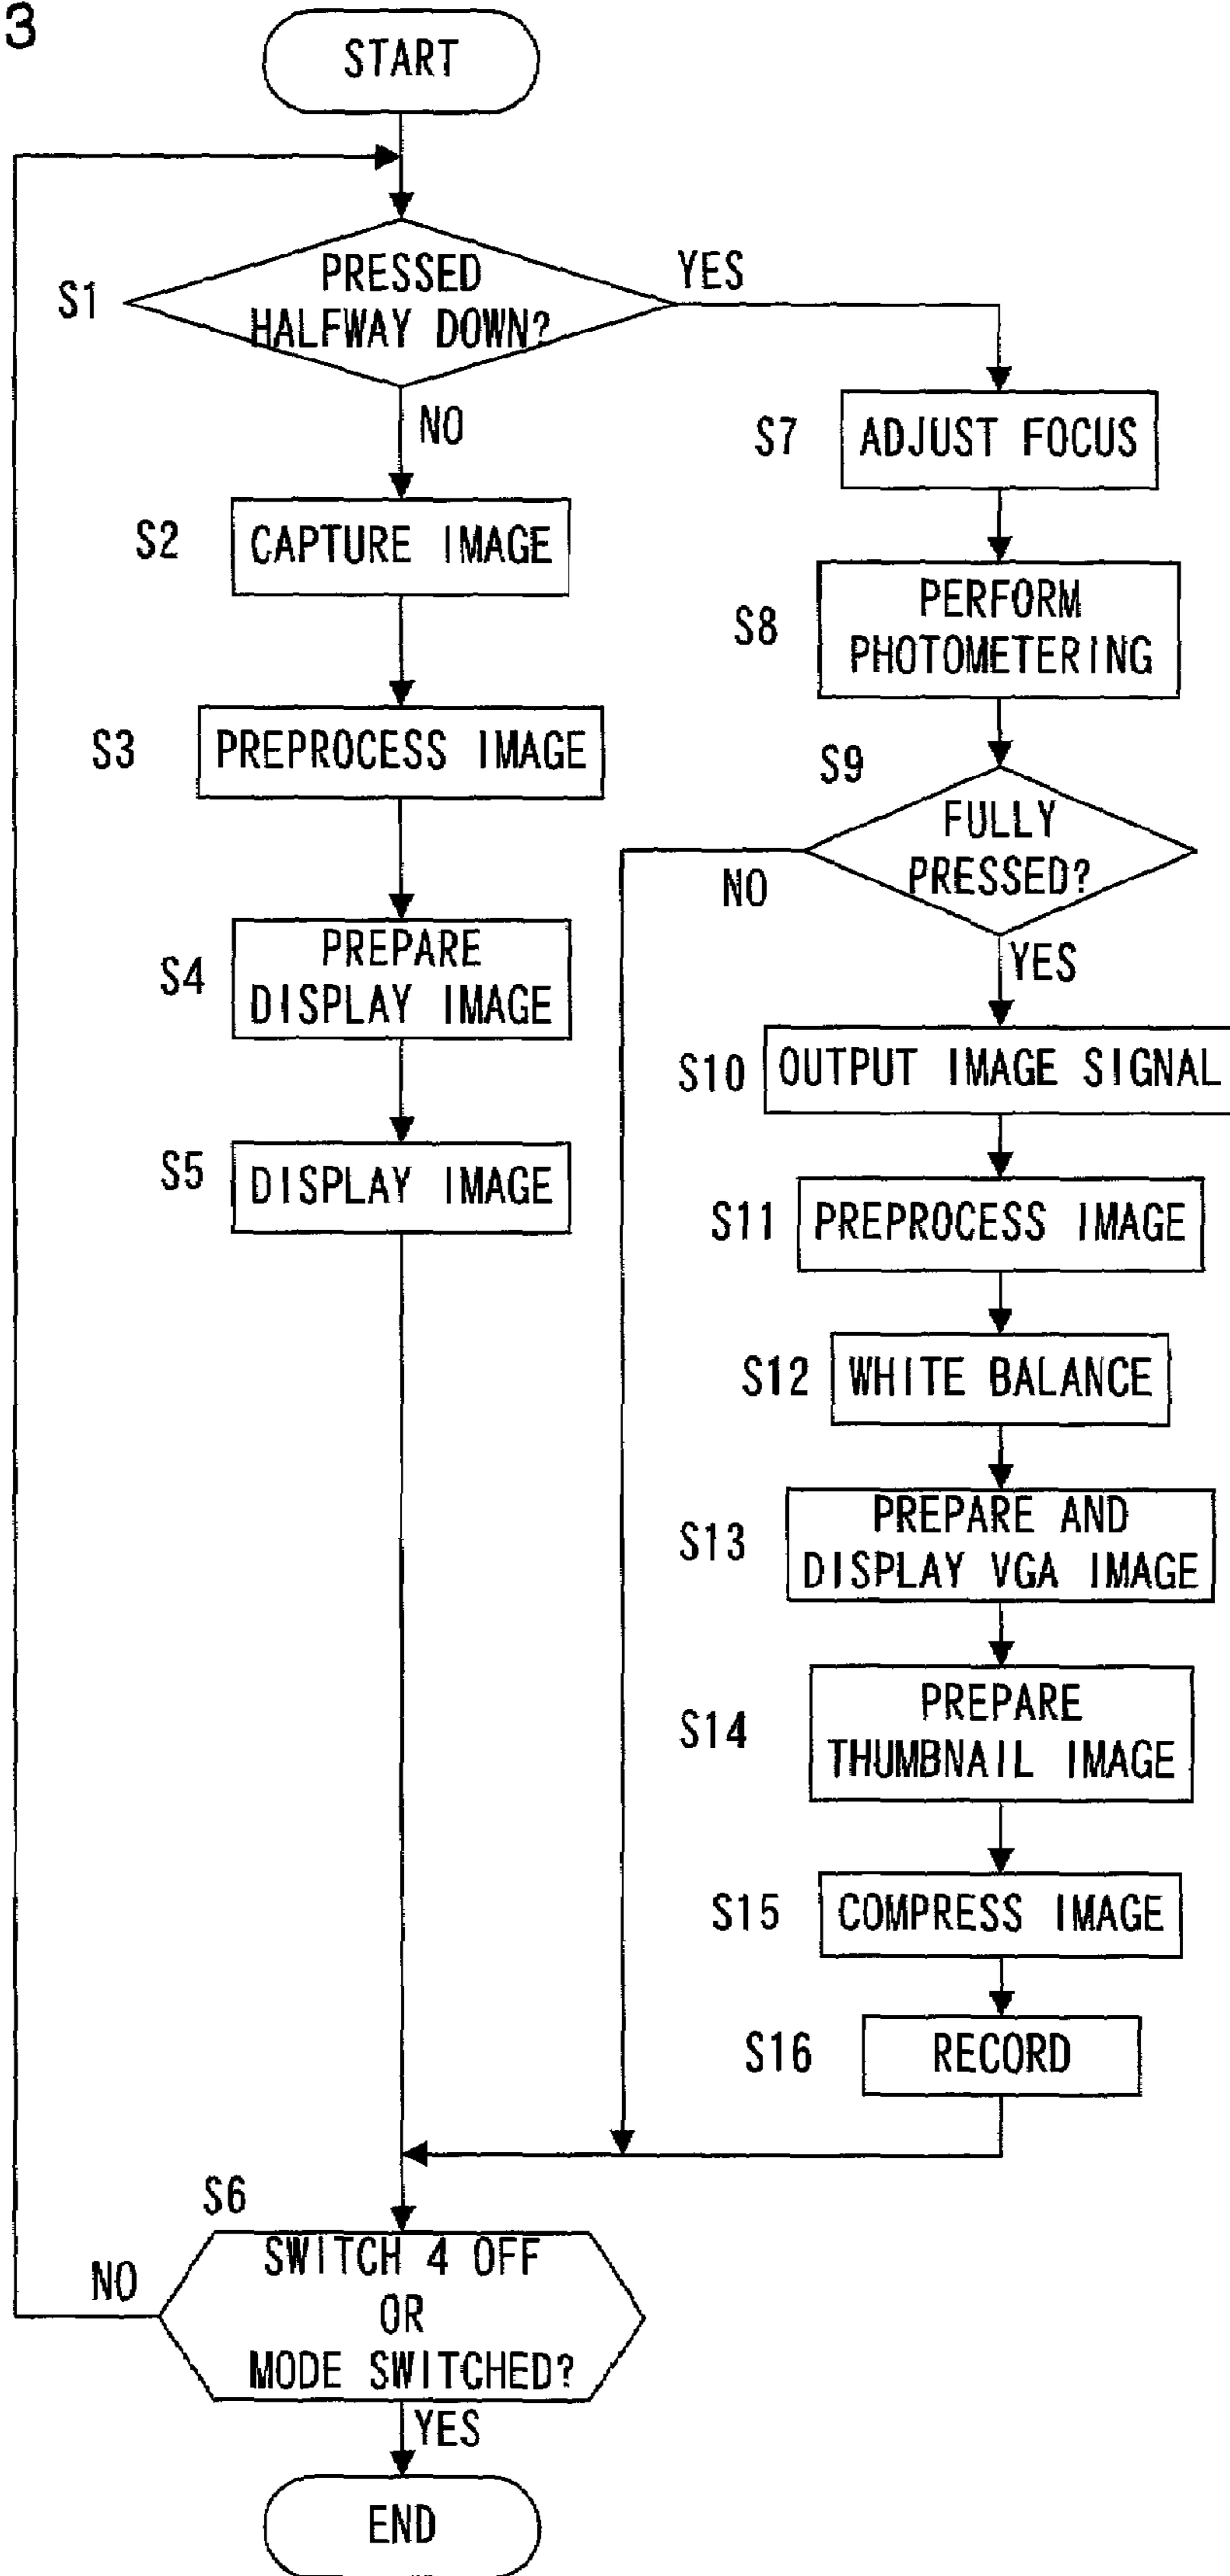 3
START
S1
PRESSED
HALFWAY DOWN?
YES
NO
S2
CAPTURE IMAGE
S3
PREPROCESS IMAGE
S4
PREPARE
DISPLAY IMAGE
S5
DISPLAY IMAGE
S7
ADJUST FOCUS
S8
PERFORM
PHOTOMETERING
S9
FULLY
PRESSED?
NO
YES
S10
OUTPUT IMAGE SIGNAL
S11
PREPROCESS IMAGE
S12
WHITE BALANCE
S13
PREPARE AND
DISPLAY VGA IMAGE
S14
PREPARE
THUMBNAIL IMAGE
S15
COMPRESS IMAGE
S16
RECORD
S6
SWITCH 4 OFF
OR
MODE SWITCHED?
NO
YES
END